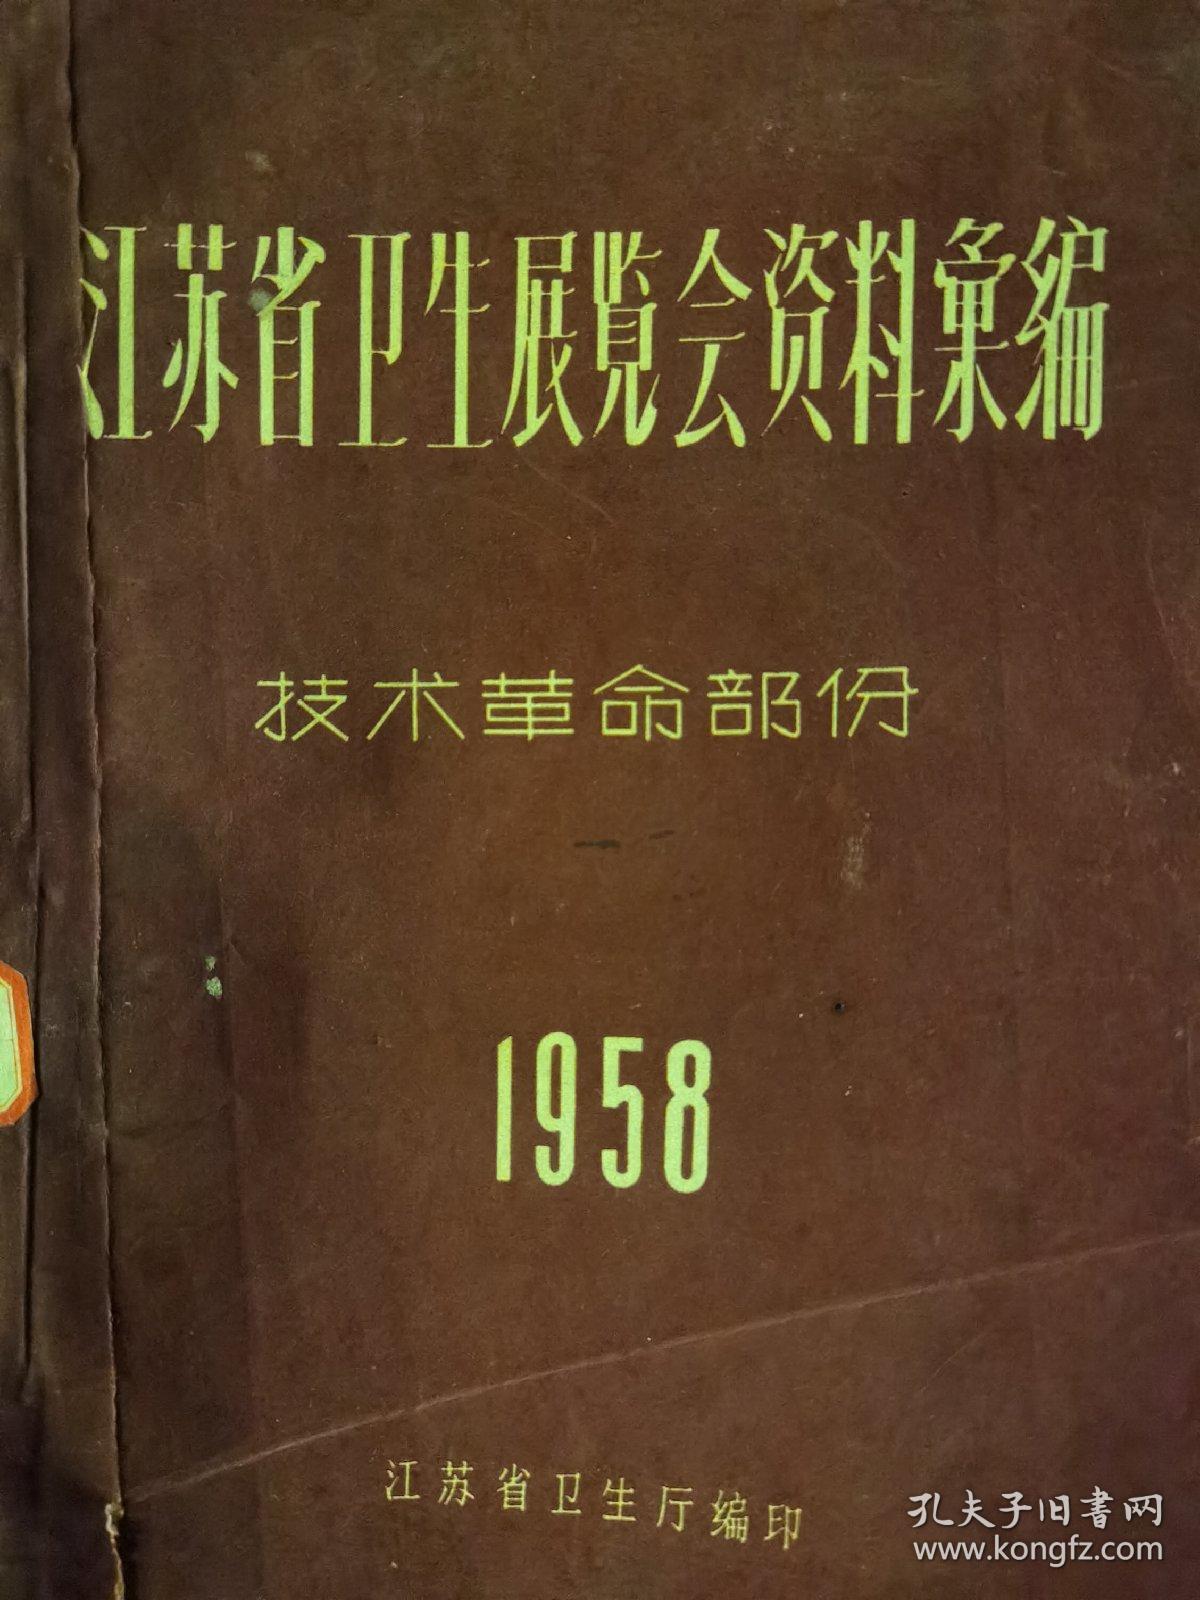 江苏省卫生展览会资料彙编
技术革命部份
1958
江苏省卫生厅编印
孔夫子旧書网
www.kongfz.com